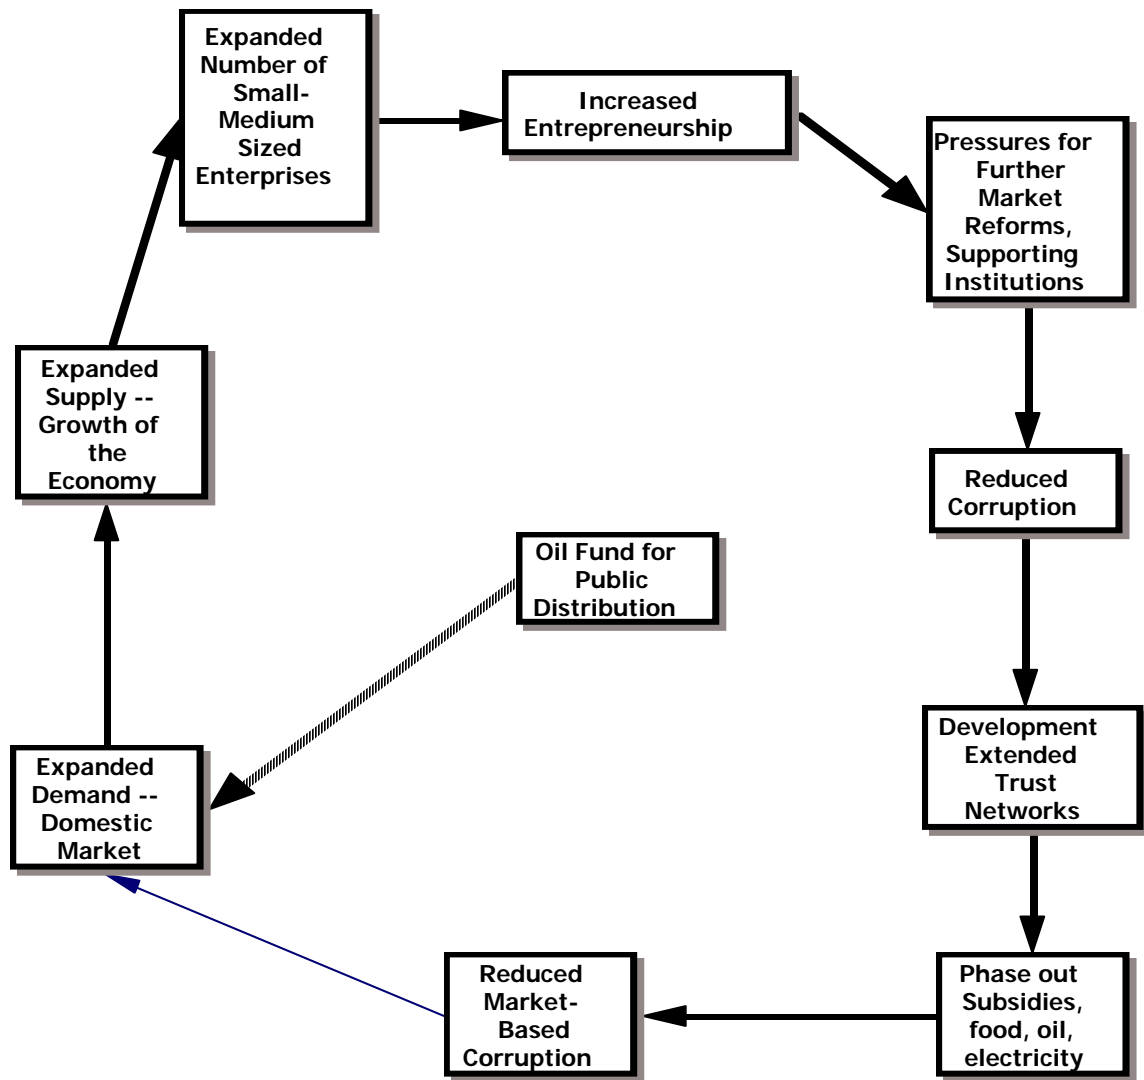 Expanded
Number of
Small-
Medium
Sized
Enterprises
Increased
Entrepreneurship
Pressures for
Further
Market
Reforms,
Supporting
Institutions
Expanded
Supply --
Growth of
the
Economy
Reduced
Corruption
Oil Fund for
Public
Distribution
Development
Extended
Trust
Networks
Expanded
Demand --
Domestic
Market
Reduced
Market-
Based
Corruption
Phase out
Subsidies,
food, oil,
electricity